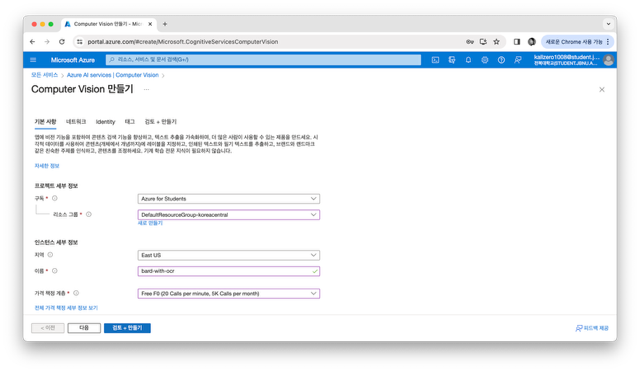 Computer Vision 만들기 - Micr
portal.azure.com/#create/Microsoft.CognitiveServicesComputerVision
새로운 Chrome 사용 가능
Microsoft Azure
리소스, 서비스 및 문서 검색(G+/)
kalizero1008@student.j...
전북대학교(STUDENT.JBNU.A...
모든 서비스 > Azure AI services | Computer Vision >
Computer Vision 만들기 ...
기본 사항 네트워크 Identity 태그 검토 + 만들기
앱에 비전 기능을 포함하여 콘텐츠 검색 기능을 향상하고, 텍스트 추출을 가속화하며, 더 많은 사람이 사용할 수 있는 제품을 만드세요. 시
각적 데이터를 사용하여 콘텐츠(개체에서 개념까지)에 레이블을 지정하고, 인쇄된 텍스트와 필기 텍스트를 추출하고, 브랜드와 랜드마크
같은 친숙한 주제를 인식하고, 콘텐츠를 조정하세요. 기계 학습 전문 지식이 필요하지 않습니다.
자세한 정보
프로젝트 세부 정보
구독 * Azure for Students
리소스 그룹 * DefaultResourceGroup-koreacentral
새로 만들기
인스턴스 세부 정보
지역 East US
이름 * bard-with-ocr
가격 책정 계층 * Free F0 (20 Calls per minute, 5K Calls per month)
전체 가격 책정 세부 정보 보기
< 이전 다음 검토 + 만들기 피드백 제공